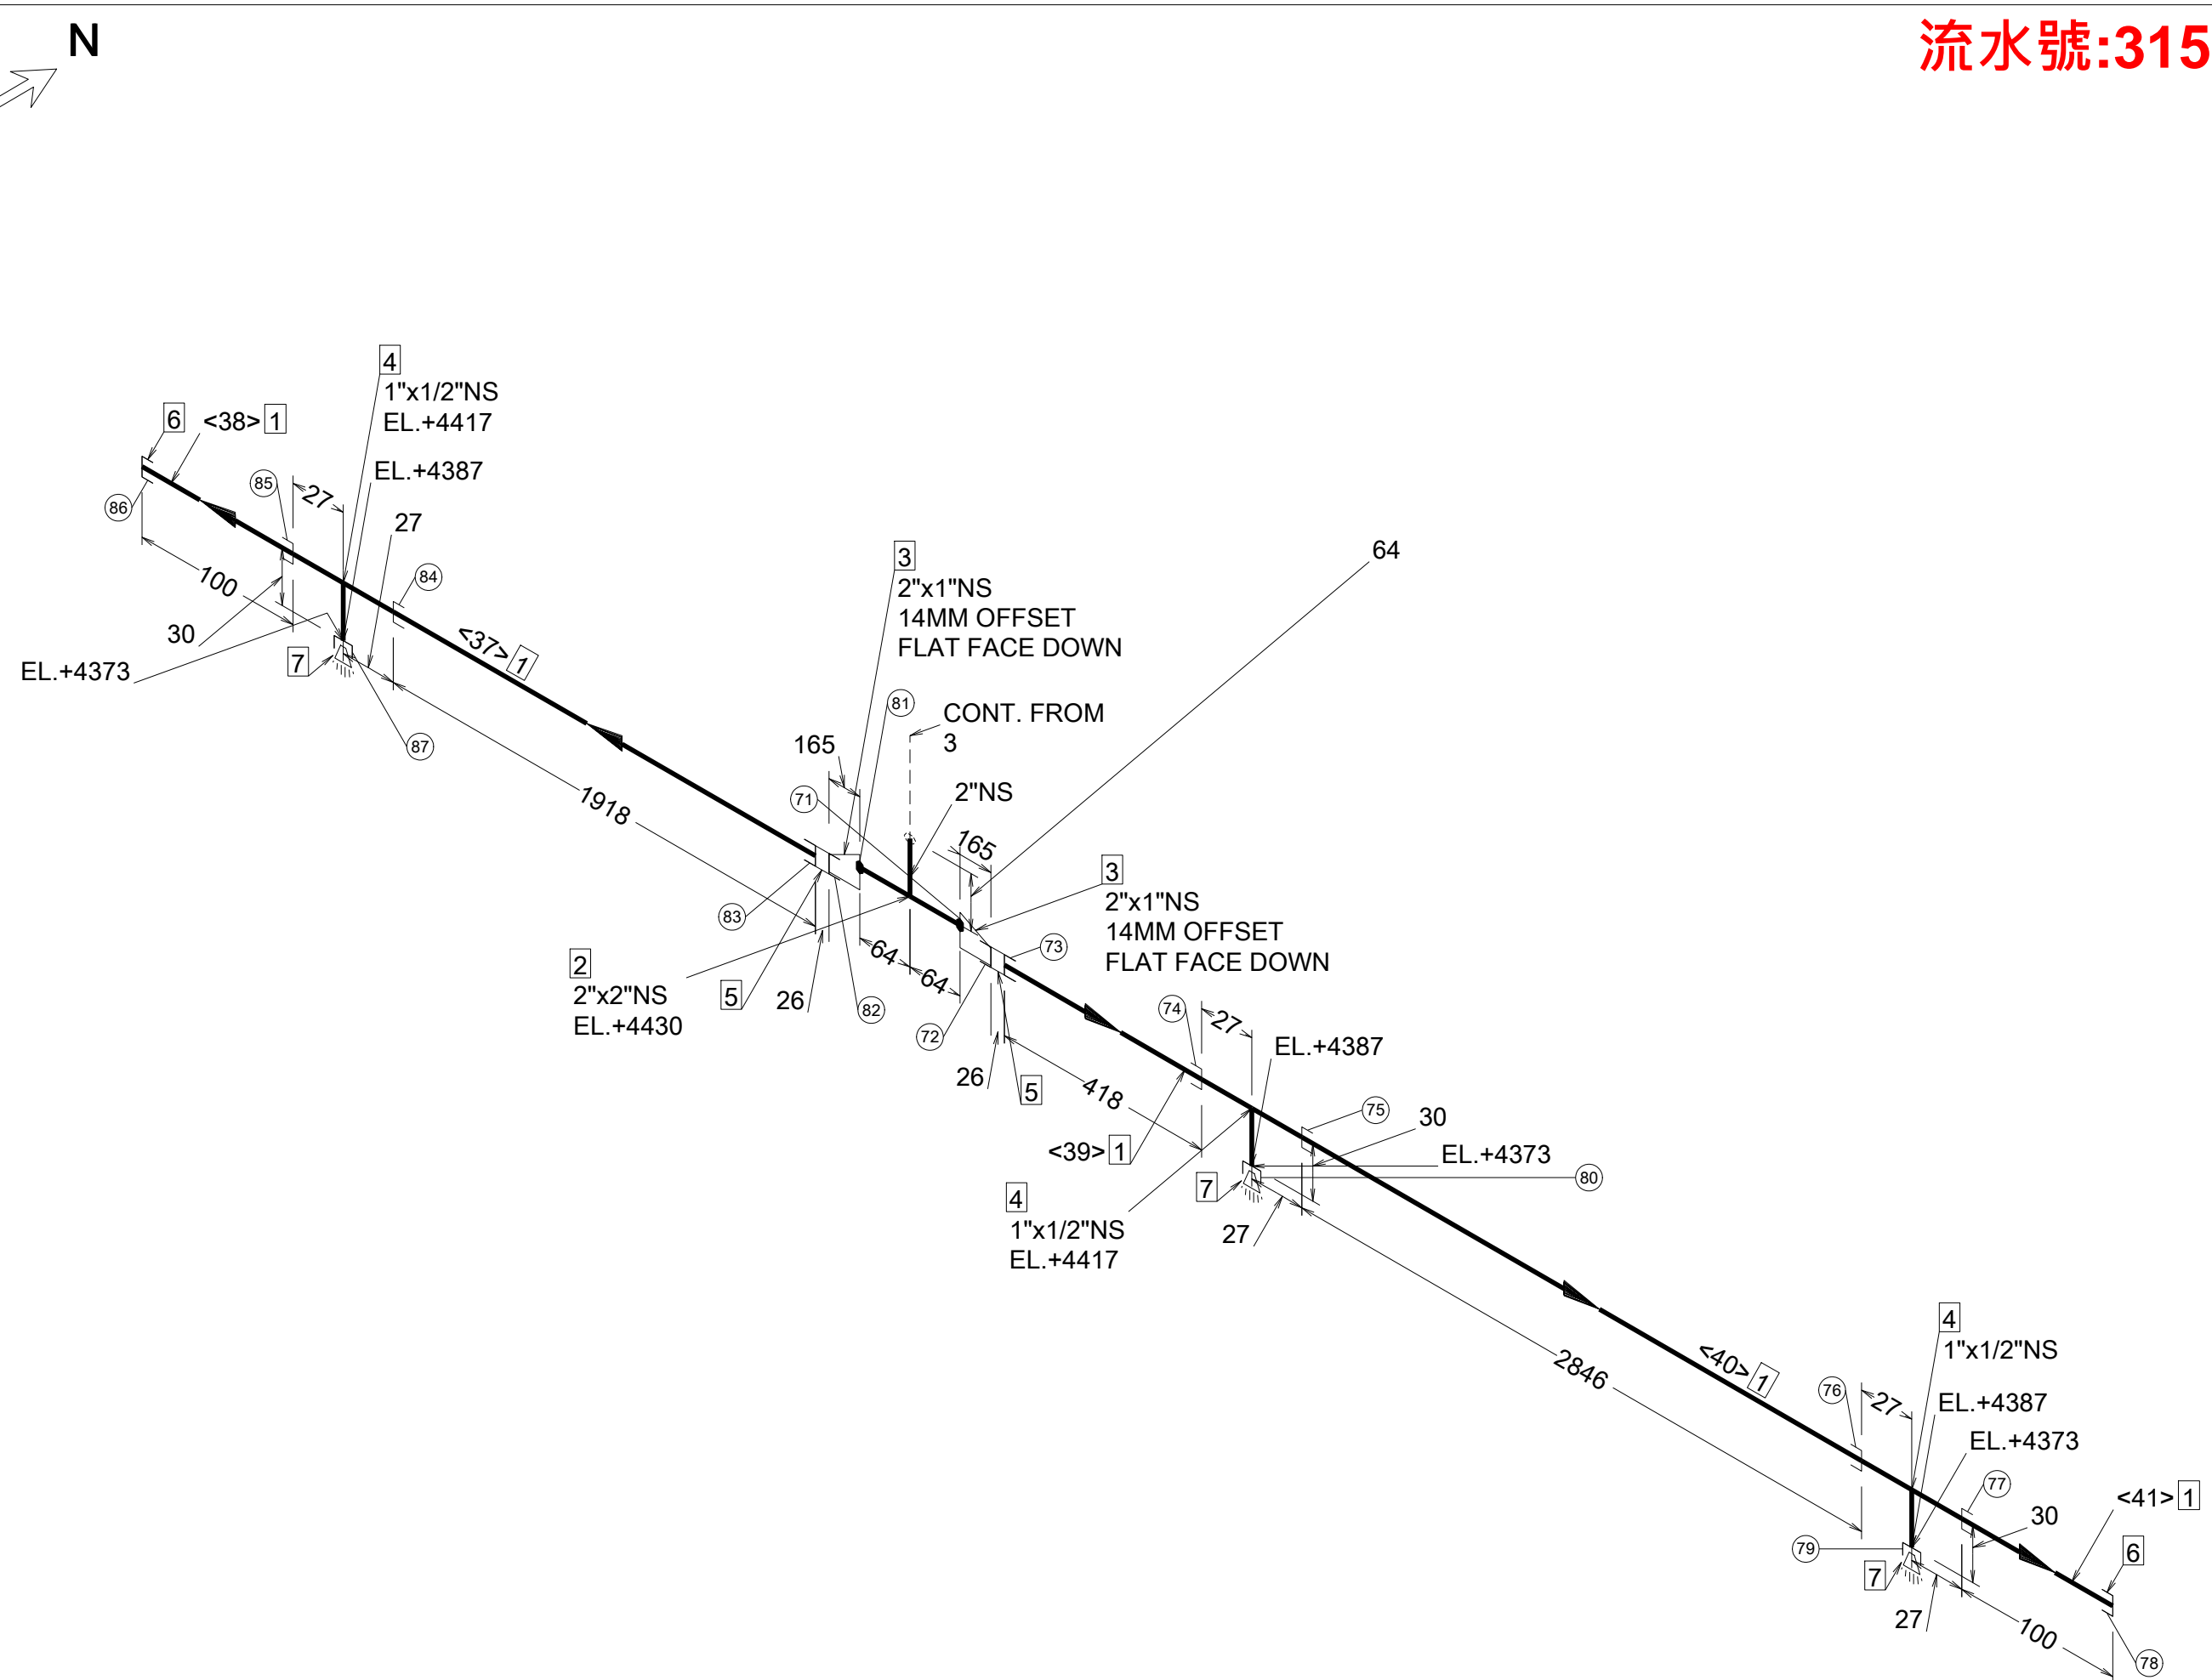 N
流水號:315
4
1"x1/2"NS
EL.+4417
6
<38> 1
EL.+4387
85
27
86
27
84
100
30
EL.+4373
7
<37> 1
87
3
2"x1"NS
14MM OFFSET
FLAT FACE DOWN
64
81
CONT. FROM
3
165
71
2"NS
1918
165
3
2"x1"NS
14MM OFFSET
FLAT FACE DOWN
83
73
64
64
2
2"x2"NS
EL.+4430
5
26
82
72
74
27
EL.+4387
26
5
418
75
30
<39> 1
EL.+4373
80
7
4
1"x1/2"NS
EL.+4417
27
4
1"x1/2"NS
<40> 1
2846
76
27
EL.+4387
EL.+4373
77
<41> 1
30
79
6
7
27
100
78